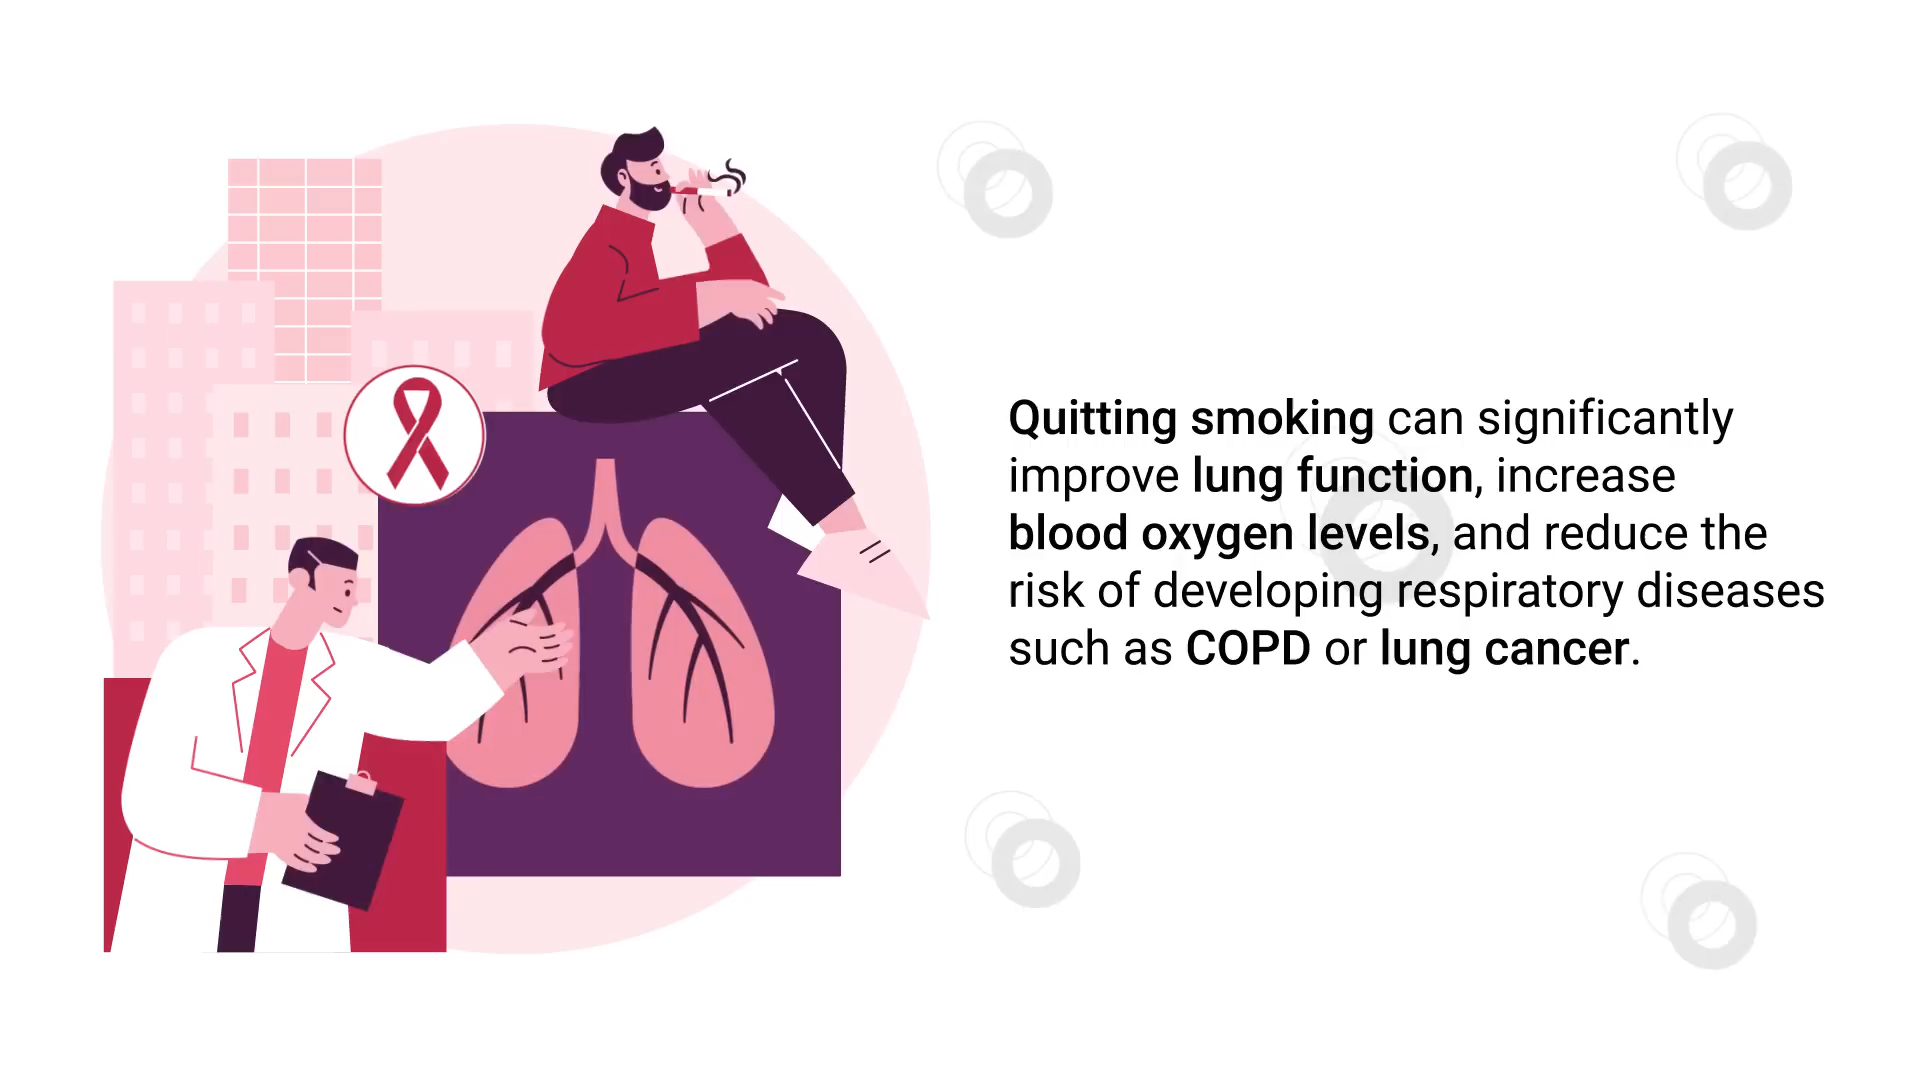 Quitting smoking can significantly
improve lung function, increase
blood oxygen levels, and reduce the
risk of developing respiratory diseases
such as COPD or lung cancer.